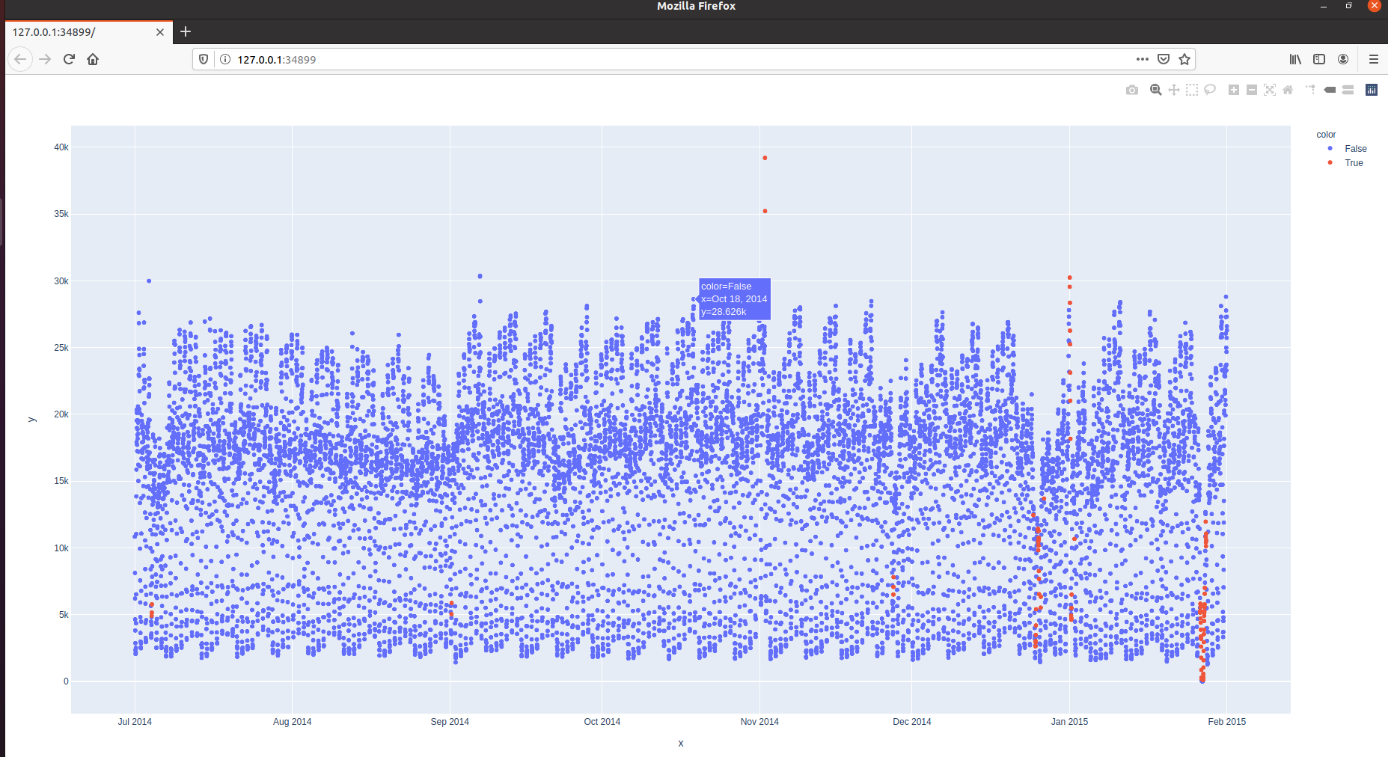 Mozilla Firefox
127.0.0.1:34899/
127.0.0.1:34899
color
False
True
40k
35k
30k
25k
20k
15k
10k
5k
0
y
color=False
x=Oct 18, 2014
y=28.626k
Jul 2014
Aug 2014
Sep 2014
Oct 2014
Nov 2014
Dec 2014
Jan 2015
Feb 2015
x